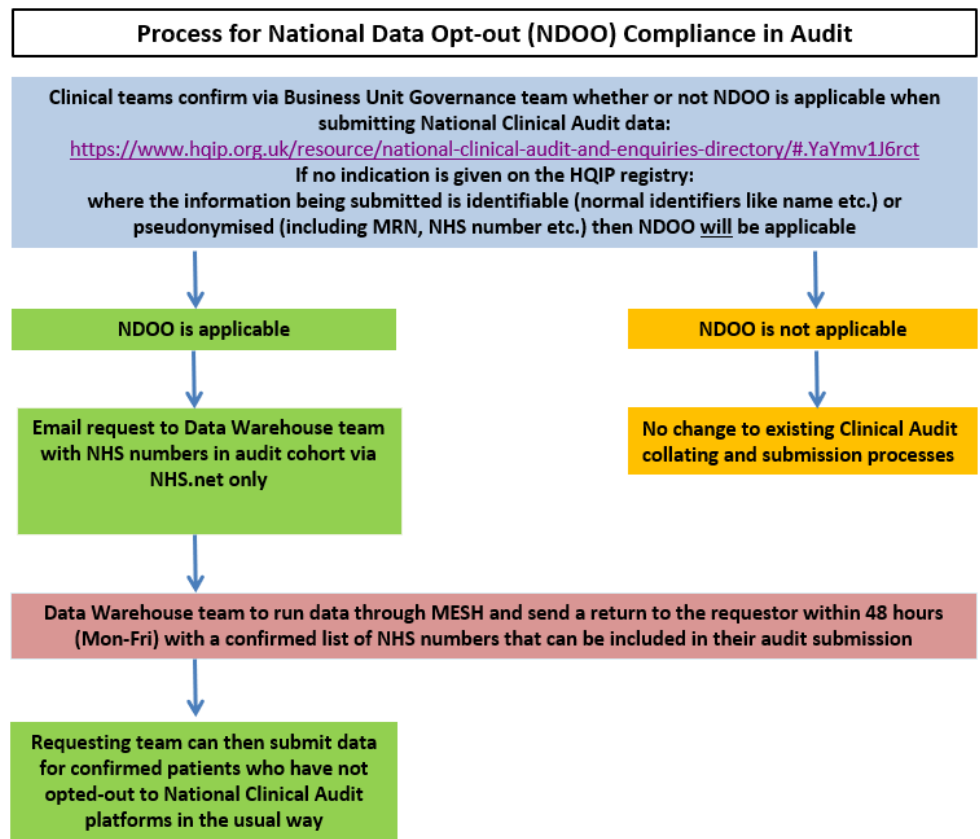 Process for National Data Opt-out (NDOO) Compliance in Audit
Clinical teams confirm via Business Unit Governance team whether or not NDOO is applicable when
submitting National Clinical Audit data:
https://www.hqip.org.uk/resource/national-clinical-audit-and-enquiries-directory/#.YaYmv1J6rct
If no indication is given on the HQIP registry:
where the information being submitted is identifiable (normal identifiers like name etc.) or
pseudonymised (including MRN, NHS number etc.) then NDOO will be applicable
NDOO is applicable
NDOO is not applicable
Email request to Data Warehouse team
with NHS numbers in audit cohort via
NHS.net only
No change to existing Clinical Audit
collating and submission processes
Data Warehouse team to run data through MESH and send a return to the requestor within 48 hours
(Mon-Fri) with a confirmed list of NHS numbers that can be included in their audit submission
Requesting team can then submit data
for confirmed patients who have not
opted-out to National Clinical Audit
platforms in the usual way